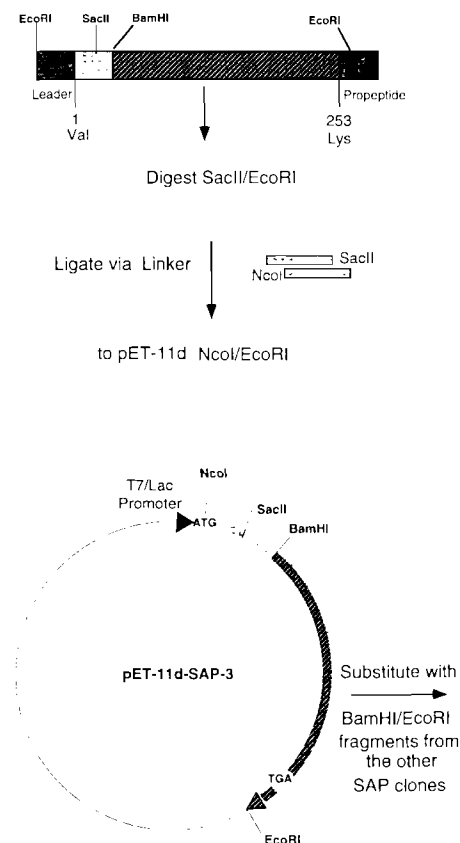 EcoRI SacII BamHI EcoRI
Leader Propeptide
1 253
Val Lys
Digest SacII/EcoRI
Ligate via Linker
SacII
NcoI
to pET-11d NcoI/EcoRI
NcoI
T7/Lac
Promoter
ATG
SacII
BamHI
pET-11d-SAP-3
Substitute with
BamHI/EcoRI
fragments from
the other
SAP clones
TGA
EcoRI